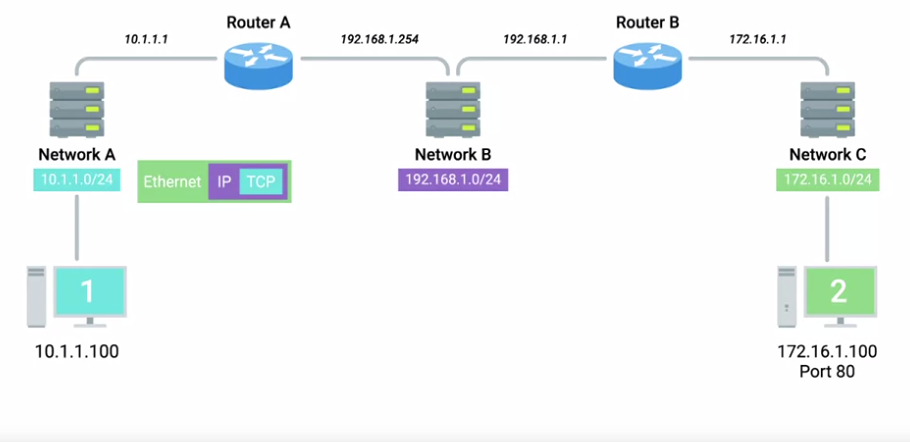 Router A
Router B
10.1.1.1
192.168.1.254
192.168.1.1
172.16.1.1
Network A
Network B
Network C
10.1.1.0/24
Ethernet IP TCP
192.168.1.0/24
172.16.1.0/24
1
2
10.1.1.100
172.16.1.100
Port 80